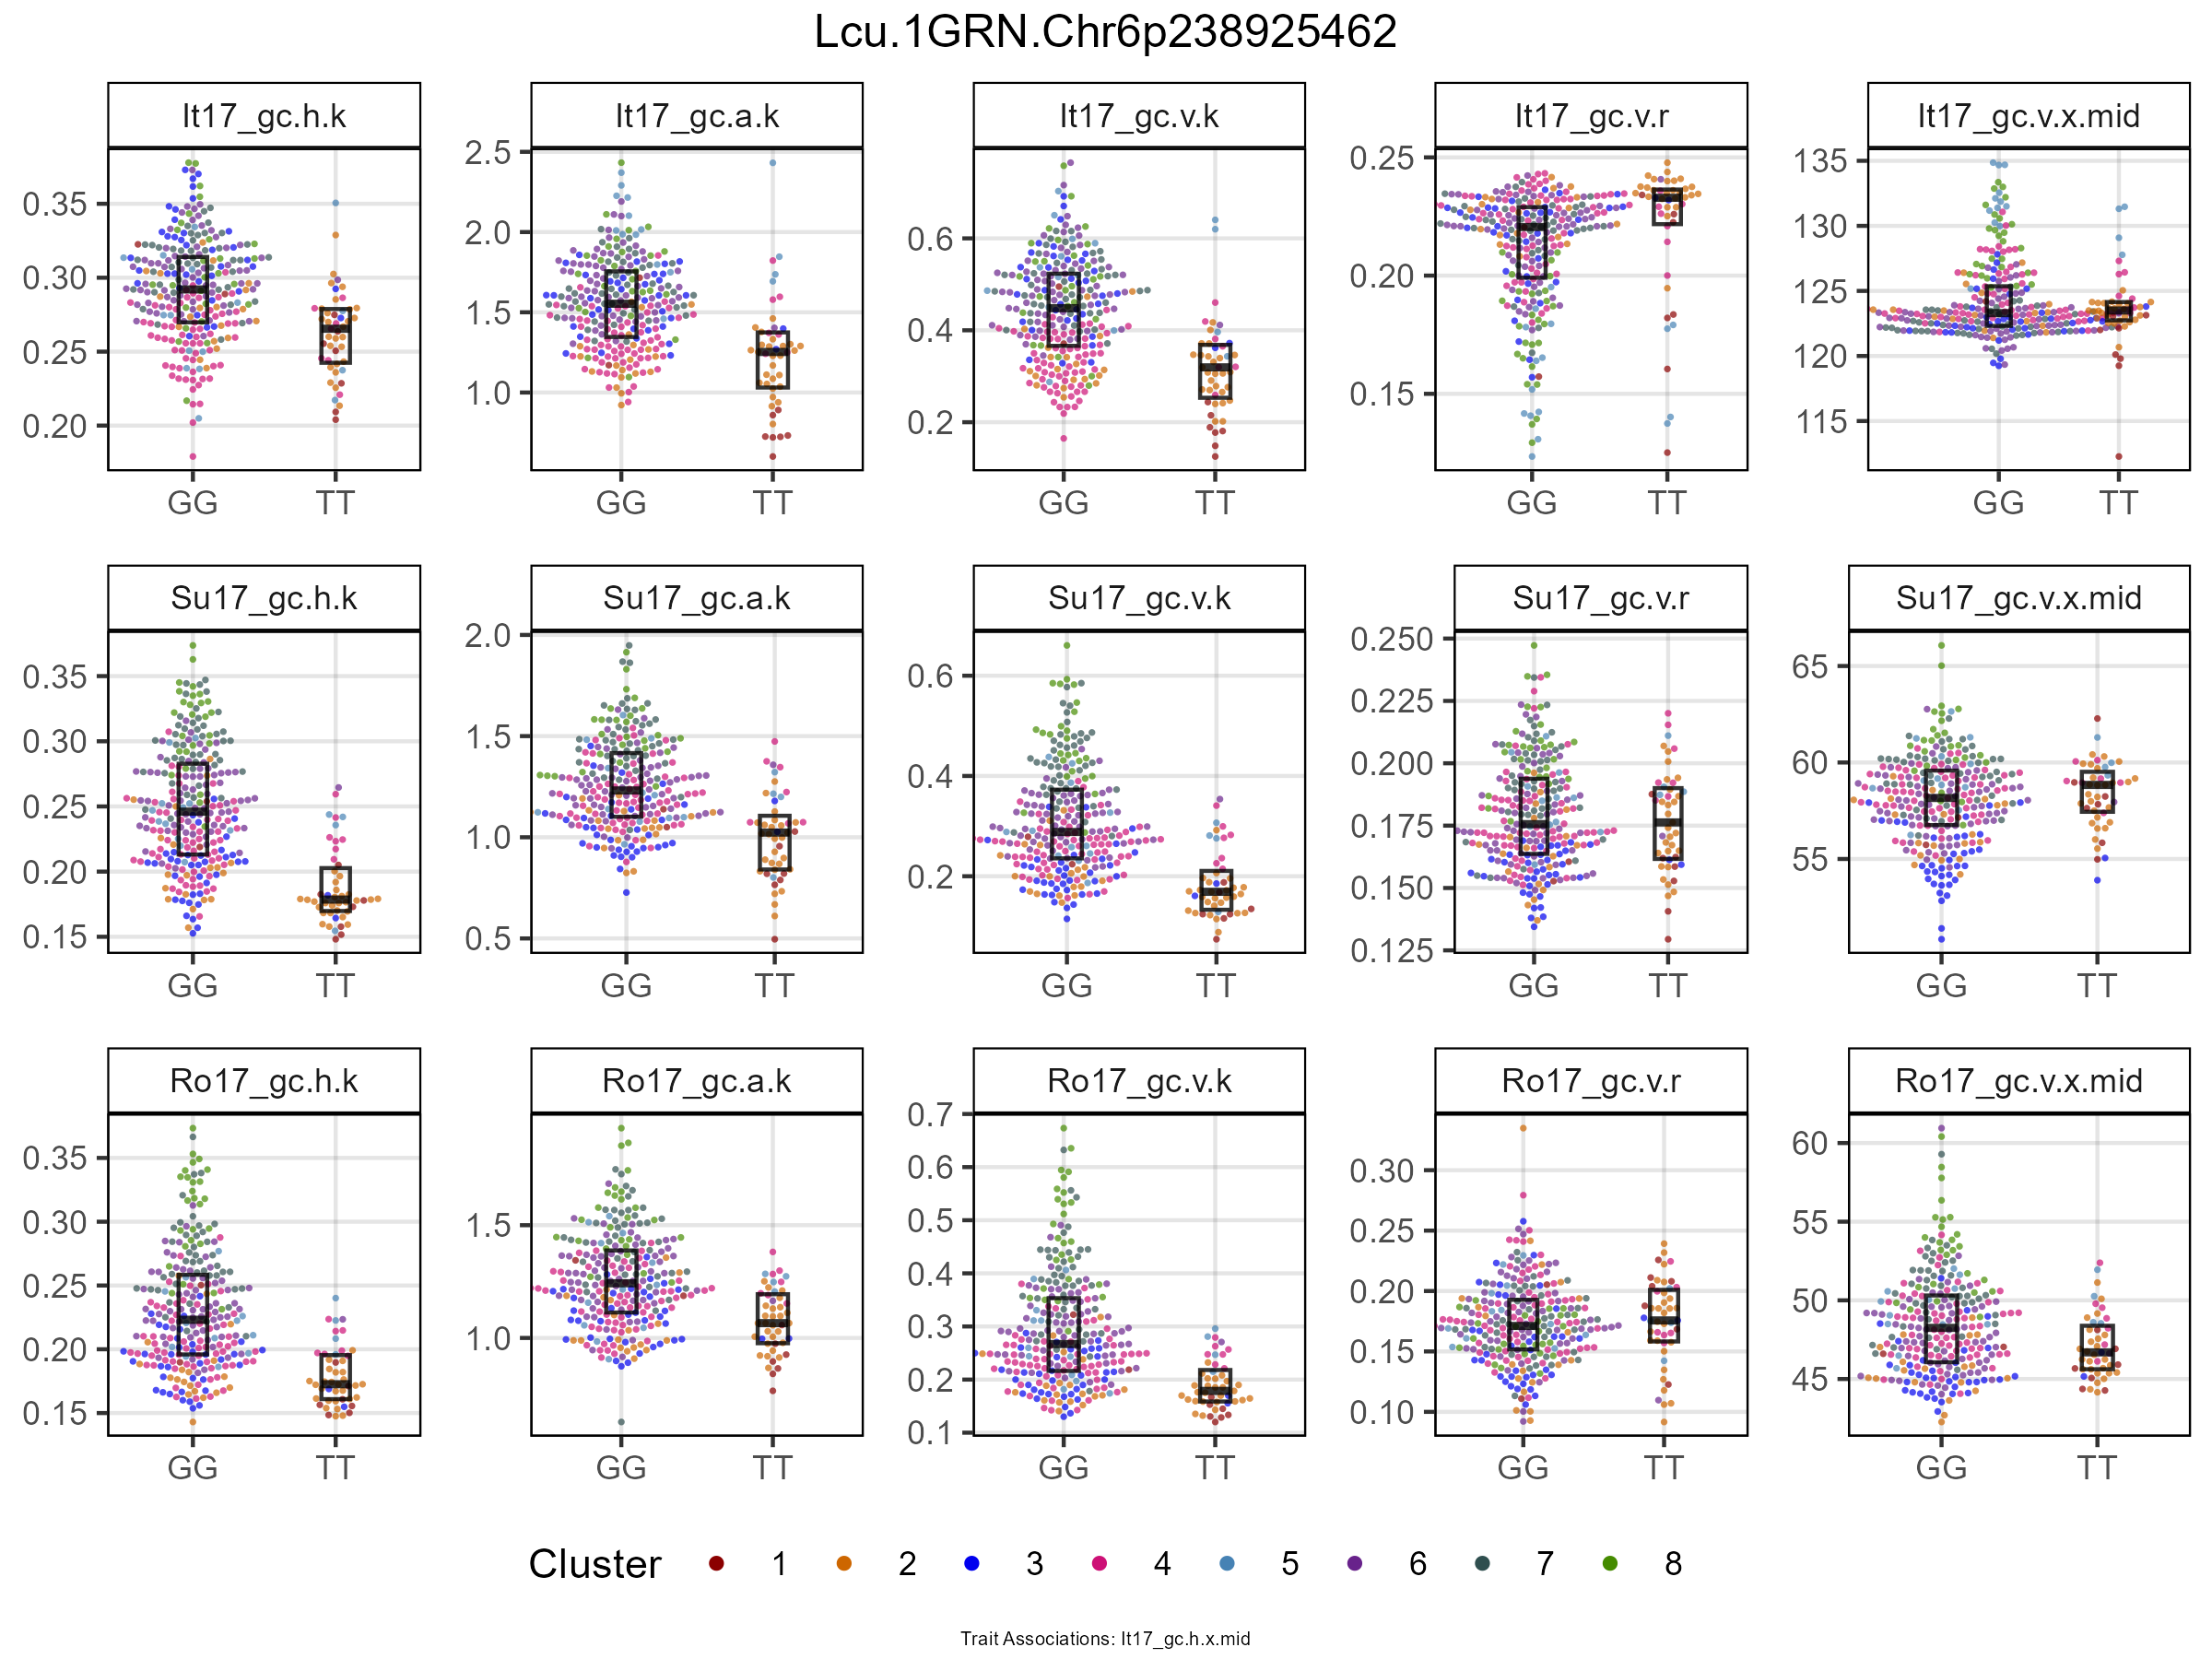 Lcu.1GRN.Chr6p238925462
It17_gc.h.k It17_gc.a.k It17_gc.v.k It17_gc.v.r It17_gc.v.x.mid
0.35 0.30 0.25 0.20
2.5 2.0 1.5 1.0
0.6 0.4 0.2
0.25 0.20 0.15
135 130 125 120 115
GG TT GG TT GG TT GG TT GG TT
Su17_gc.h.k Su17_gc.a.k Su17_gc.v.k Su17_gc.v.r Su17_gc.v.x.mid
0.35 0.30 0.25 0.20 0.15
2.0 1.5 1.0 0.5
0.6 0.4 0.2
0.250 0.225 0.200 0.175 0.150 0.125
65 60 55
GG TT GG TT GG TT GG TT GG TT
Ro17_gc.h.k Ro17_gc.a.k Ro17_gc.v.k Ro17_gc.v.r Ro17_gc.v.x.mid
0.35 0.30 0.25 0.20 0.15
1.5 1.0
0.7 0.6 0.5 0.4 0.3 0.2 0.1
0.30 0.25 0.20 0.15 0.10
60 55 50 45
GG TT GG TT GG TT GG TT GG TT
Cluster 1 2 3 4 5 6 7 8
Trait Associations: It17_gc.h.x.mid